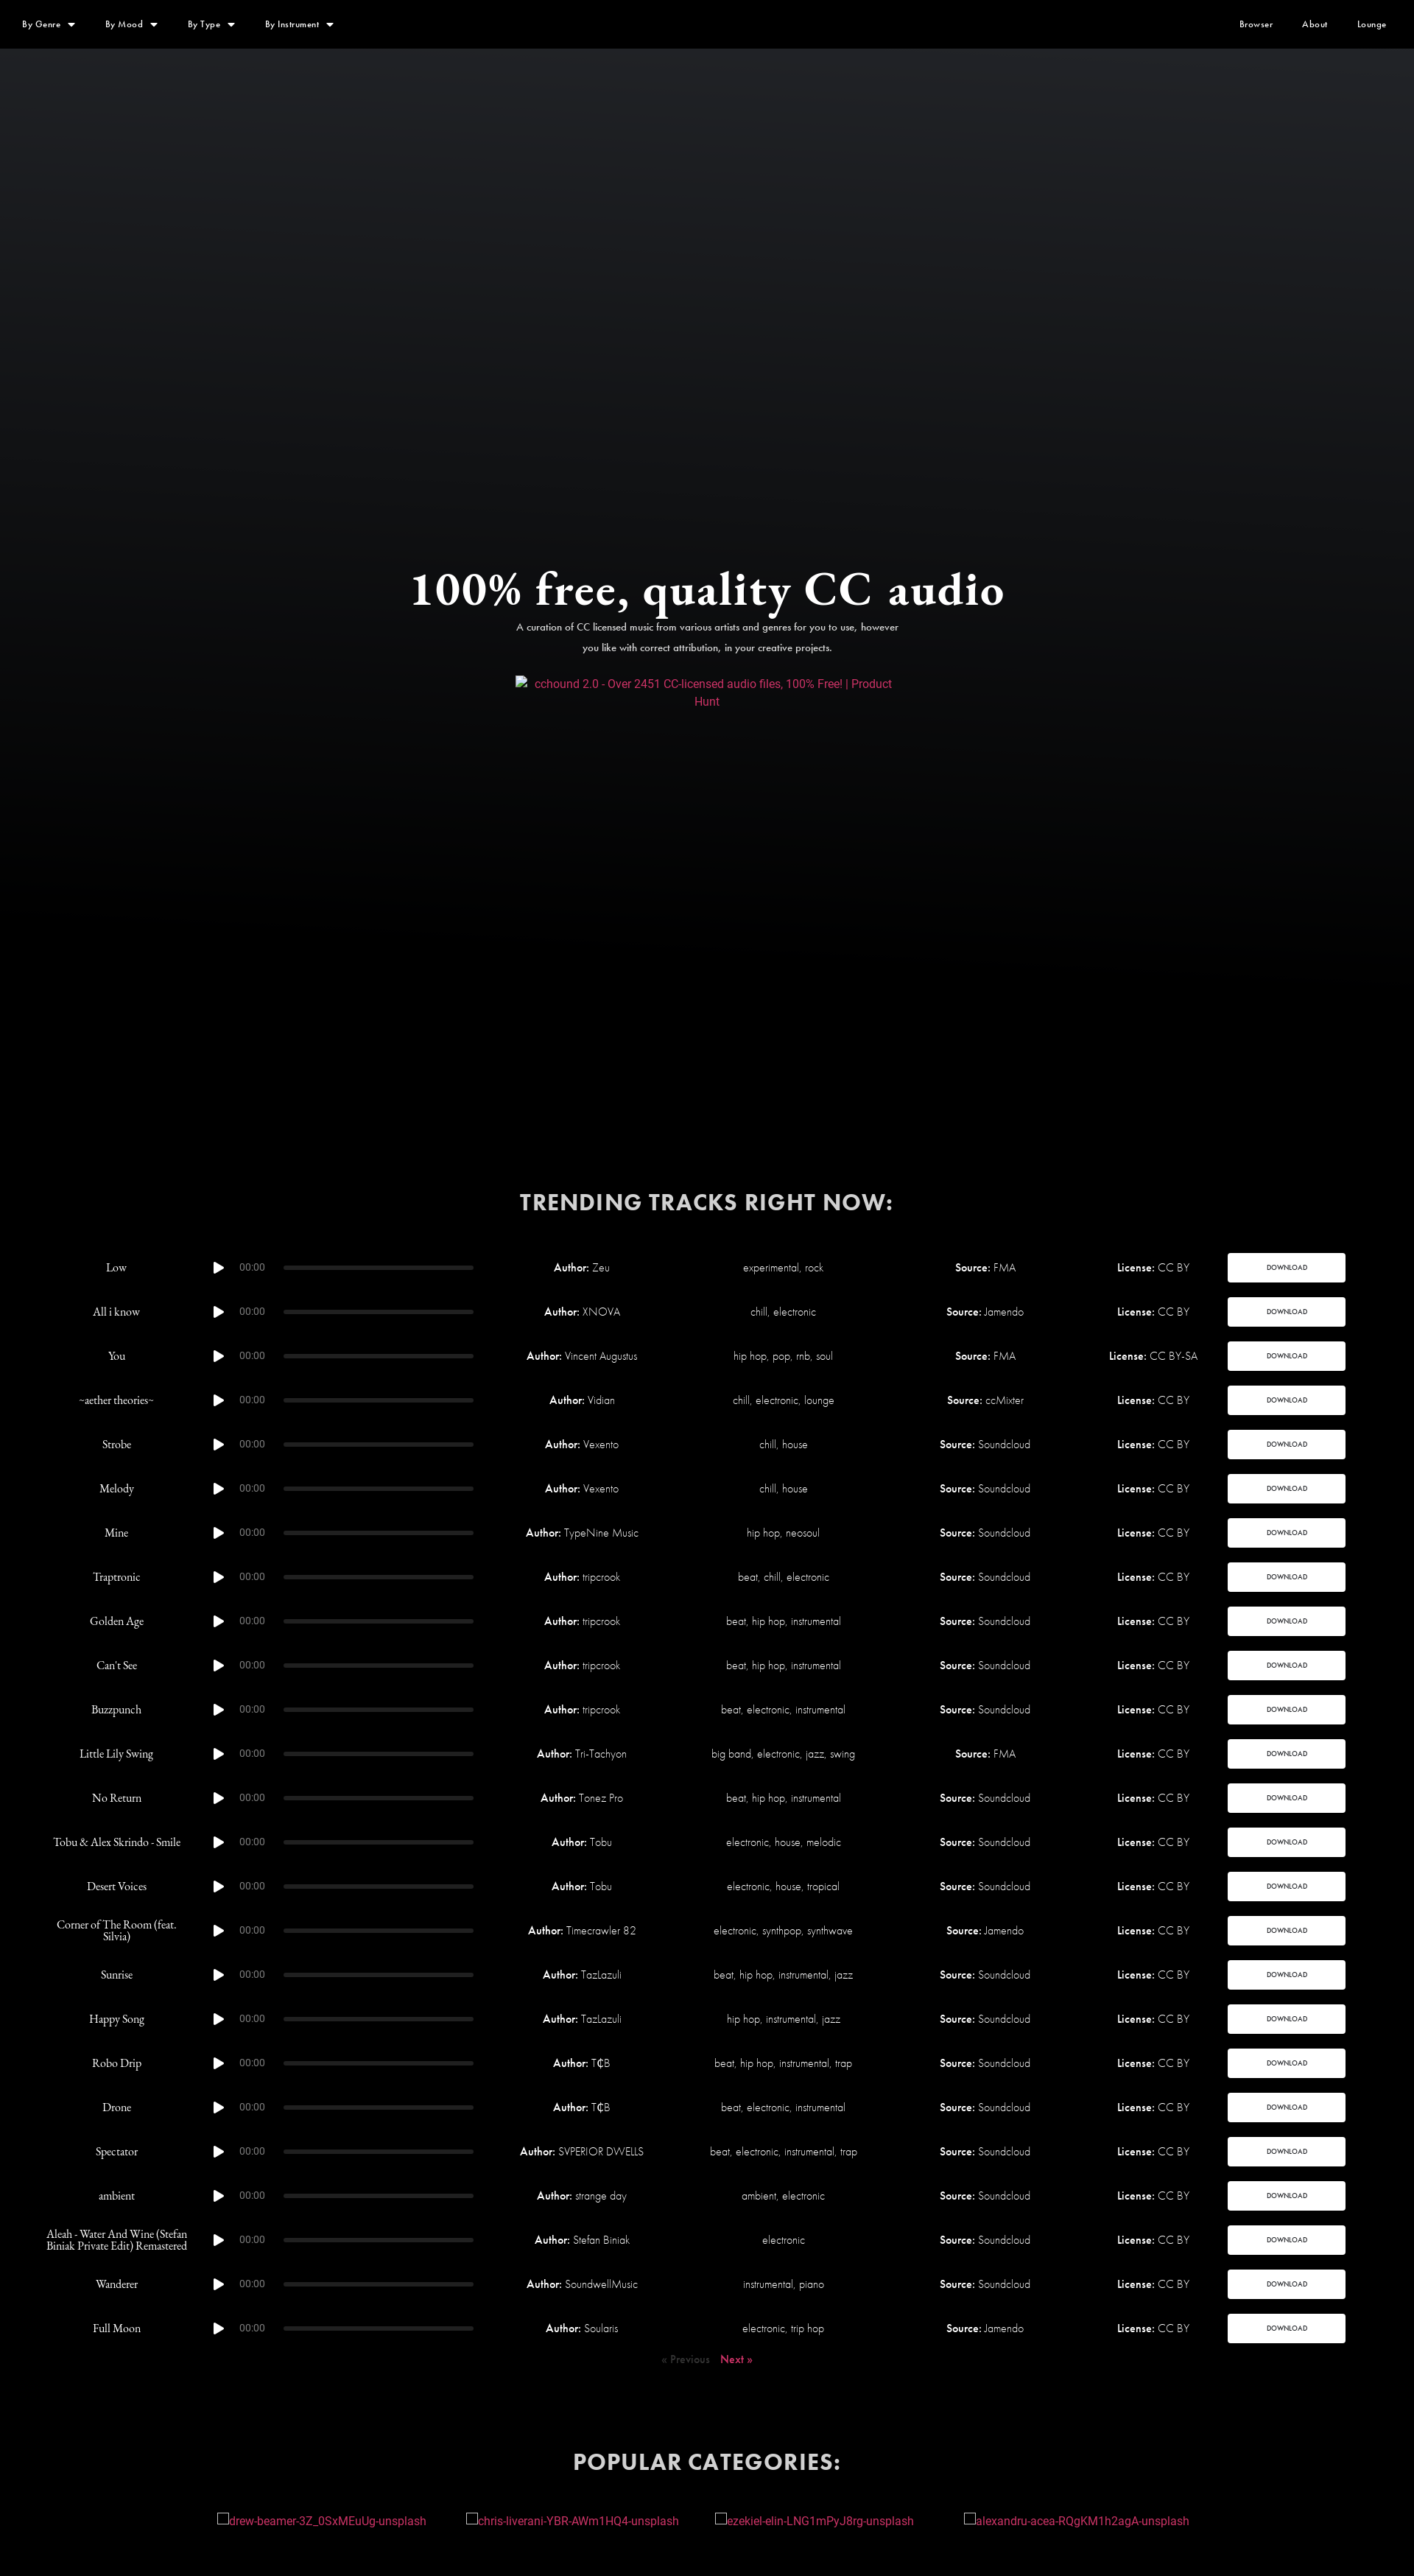 By Genre By Mood By Type By Instrument Browser About Lounge
100% free, quality CC audio
A curation of CC licensed music from various artists and genres for you to use, however
you like with correct attribution, in your creative projects.
cchound 2.0 - Over 2451 CC-licensed audio files, 100% Free! | Product
Hunt
TRENDING TRACKS RIGHT NOW:
Low 00:00 Author: Zeu experimental, rock Source: FMA License: CC BY DOWNLOAD
All i know 00:00 Author: XNOVA chill, electronic Source: Jamendo License: CC BY DOWNLOAD
You 00:00 Author: Vincent Augustus hip hop, pop, rnb, soul Source: FMA License: CC BY-SA DOWNLOAD
~aether theories~ 00:00 Author: Vidian chill, electronic, lounge Source: ccMixter License: CC BY DOWNLOAD
Strobe 00:00 Author: Vexento chill, house Source: Soundcloud License: CC BY DOWNLOAD
Melody 00:00 Author: Vexento chill, house Source: Soundcloud License: CC BY DOWNLOAD
Mine 00:00 Author: TypeNine Music hip hop, neosoul Source: Soundcloud License: CC BY DOWNLOAD
Traptronic 00:00 Author: tripcrook beat, chill, electronic Source: Soundcloud License: CC BY DOWNLOAD
Golden Age 00:00 Author: tripcrook beat, hip hop, instrumental Source: Soundcloud License: CC BY DOWNLOAD
Can't See 00:00 Author: tripcrook beat, hip hop, instrumental Source: Soundcloud License: CC BY DOWNLOAD
Buzzpunch 00:00 Author: tripcrook beat, electronic, instrumental Source: Soundcloud License: CC BY DOWNLOAD
Little Lily Swing 00:00 Author: Tri-Tachyon big band, electronic, jazz, swing Source: FMA License: CC BY DOWNLOAD
No Return 00:00 Author: Tonez Pro beat, hip hop, instrumental Source: Soundcloud License: CC BY DOWNLOAD
Tobu & Alex Skrindo - Smile 00:00 Author: Tobu electronic, house, melodic Source: Soundcloud License: CC BY DOWNLOAD
Desert Voices 00:00 Author: Tobu electronic, house, tropical Source: Soundcloud License: CC BY DOWNLOAD
Corner of The Room (feat.
Silvia) 00:00 Author: Timecrawler 82 electronic, synthpop, synthwave Source: Jamendo License: CC BY DOWNLOAD
Sunrise 00:00 Author: TazLazuli beat, hip hop, instrumental, jazz Source: Soundcloud License: CC BY DOWNLOAD
Happy Song 00:00 Author: TazLazuli hip hop, instrumental, jazz Source: Soundcloud License: CC BY DOWNLOAD
Robo Drip 00:00 Author: T₵B beat, hip hop, instrumental, trap Source: Soundcloud License: CC BY DOWNLOAD
Drone 00:00 Author: T₵B beat, electronic, instrumental Source: Soundcloud License: CC BY DOWNLOAD
Spectator 00:00 Author: SVPERIOR DWELLS beat, electronic, instrumental, trap Source: Soundcloud License: CC BY DOWNLOAD
ambient 00:00 Author: strange day ambient, electronic Source: Soundcloud License: CC BY DOWNLOAD
Aleah - Water And Wine (Stefan
Biniak Private Edit) Remastered 00:00 Author: Stefan Biniak electronic Source: Soundcloud License: CC BY DOWNLOAD
Wanderer 00:00 Author: SoundwellMusic instrumental, piano Source: Soundcloud License: CC BY DOWNLOAD
Full Moon 00:00 Author: Soularis electronic, trip hop Source: Jamendo License: CC BY DOWNLOAD
« Previous Next »
POPULAR CATEGORIES:
drew-beamer-3Z_0SxMEuUg-unsplash chris-liverani-YBR-AWm1HQ4-unsplash ezekiel-elin-LNG1mPyJ8rg-unsplash alexandru-acea-RQgKM1h2agA-unsplash